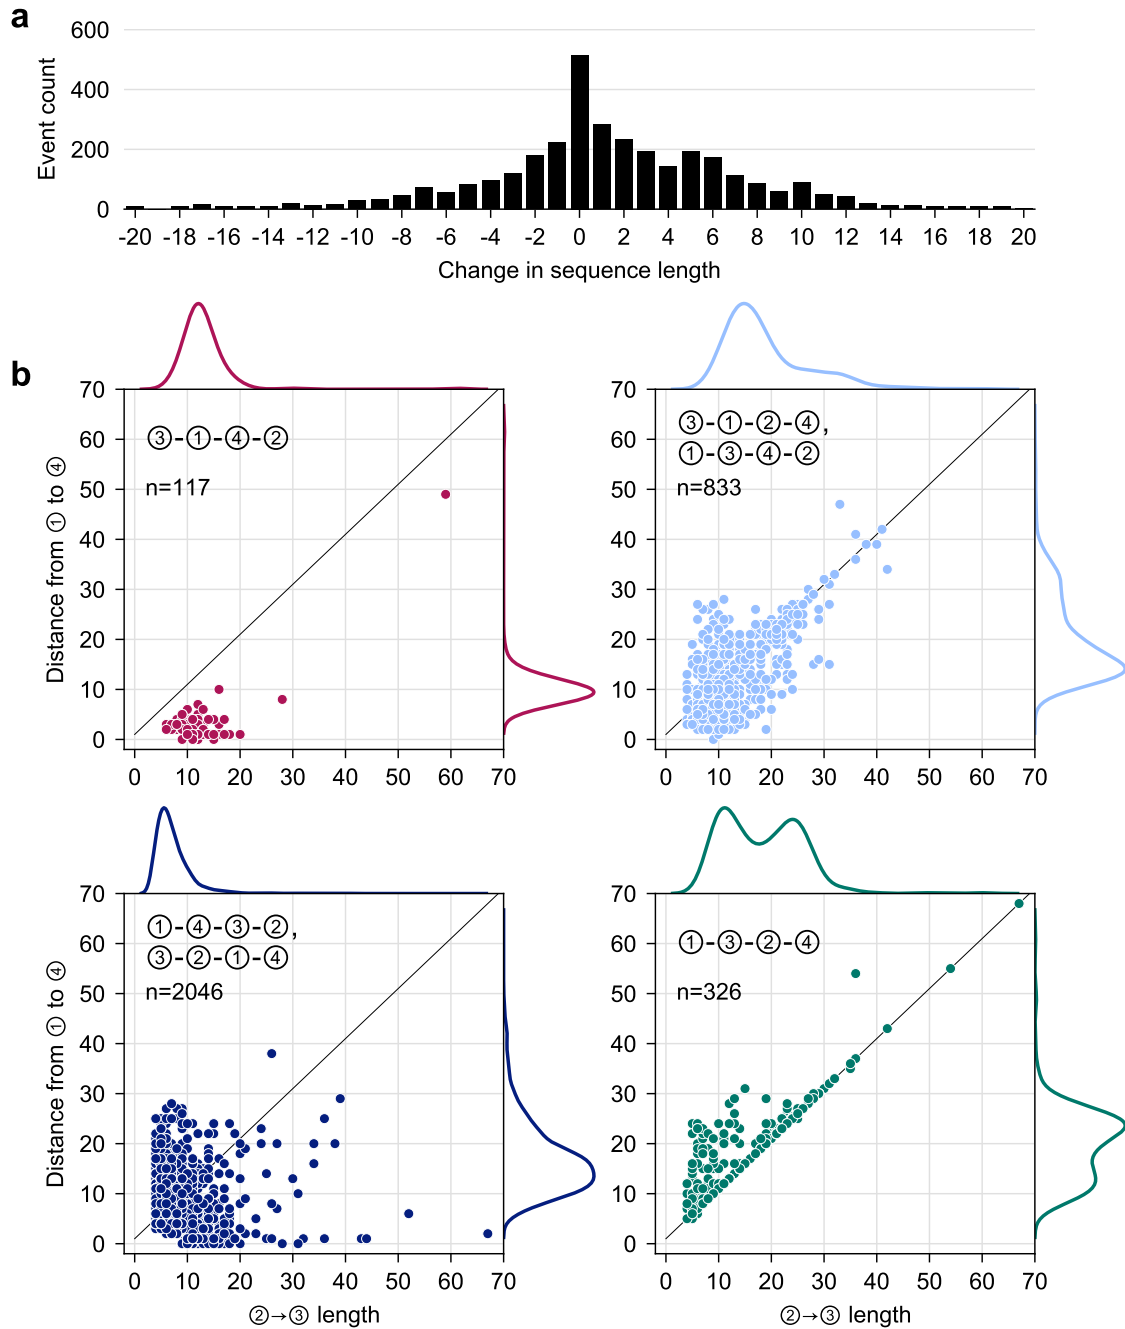 a
600
400
200
0
Event count
-20 -18 -16 -14 -12 -10 -8 -6 -4 -2 0 2 4 6 8 10 12 14 16 18 20
Change in sequence length
b
70
60
50
40
30
20
10
0
Distance from ① to ④
③-①-④-②
n=117
0 10 20 30 40 50 60 70
70
60
50
40
30
20
10
0
③-①-②-④,
①-③-④-②
n=833
0 10 20 30 40 50 60 70
70
60
50
40
30
20
10
0
Distance from ① to ④
①-④-③-②,
③-②-①-④
n=2046
0 10 20 30 40 50 60 70
②→③ length
70
60
50
40
30
20
10
0
①-③-②-④
n=326
0 10 20 30 40 50 60 70
②→③ length